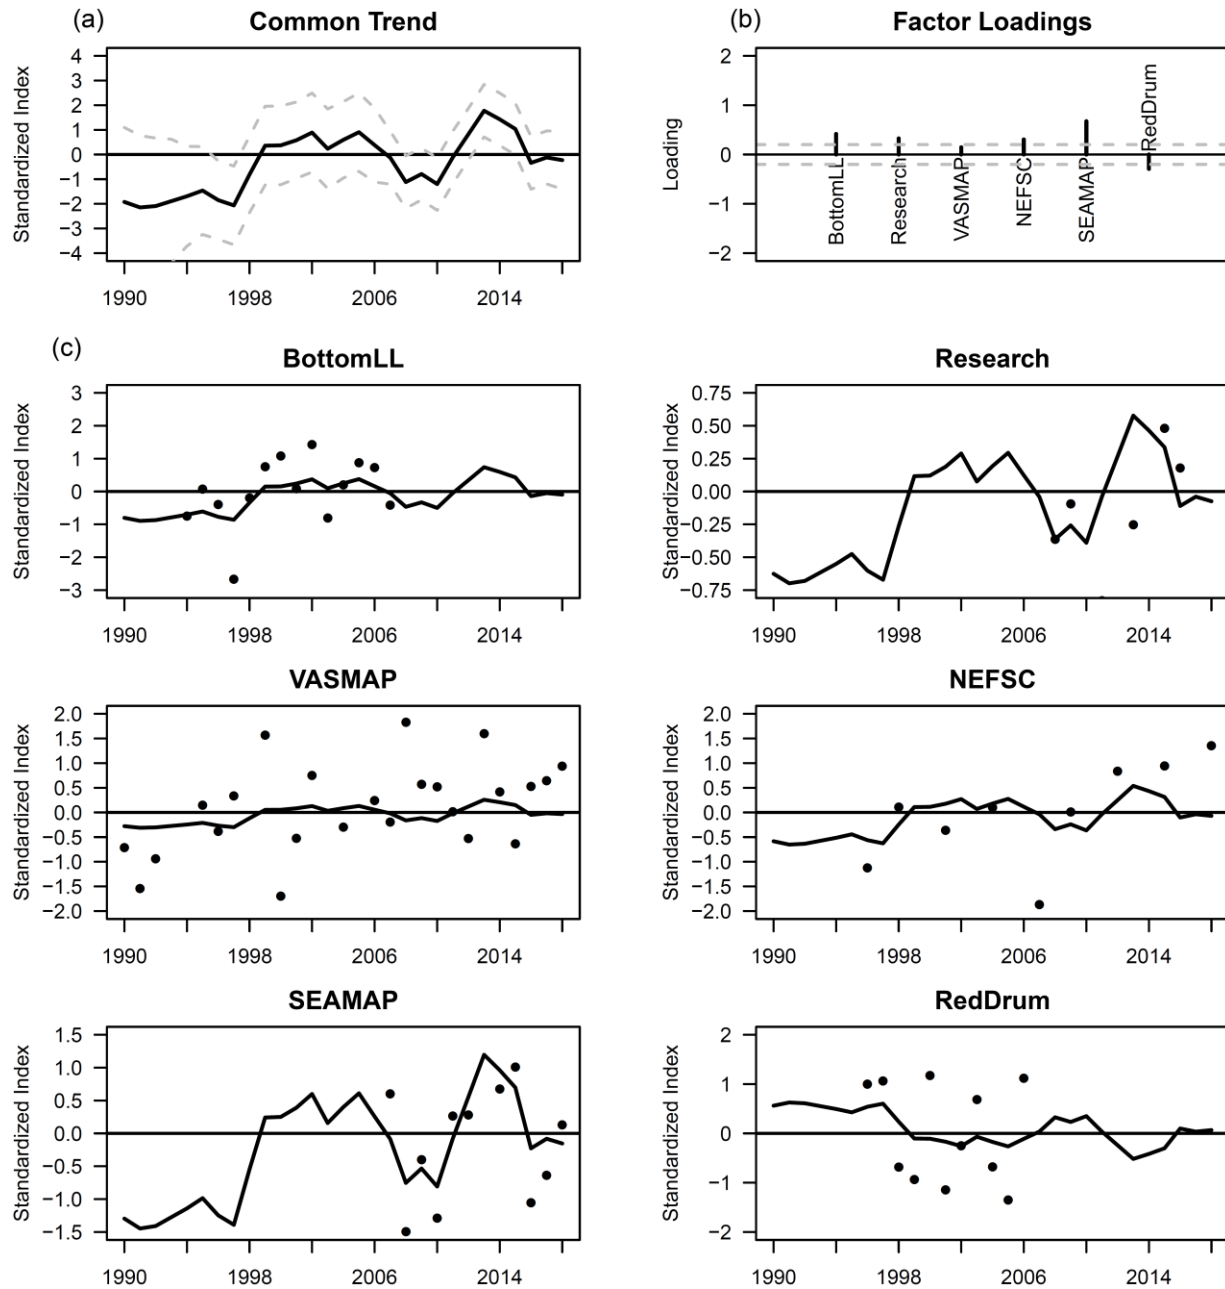 (a)
Common Trend
Standardized Index
4
3
2
1
0
−1
−2
−3
−4
1990 1998 2006 2014
(b)
Factor Loadings
Loading
2
1
0
−1
−2
BottomLL
Research
VASMAP
NEFSC
SEAMAP
RedDrum
(c)
BottomLL
Standardized Index
3
2
1
0
−1
−2
−3
1990 1998 2006 2014
Research
Standardized Index
0.75
0.50
0.25
0.00
−0.25
−0.50
−0.75
1990 1998 2006 2014
VASMAP
Standardized Index
2.0
1.5
1.0
0.5
0.0
−0.5
−1.0
−1.5
−2.0
1990 1998 2006 2014
NEFSC
Standardized Index
2.0
1.5
1.0
0.5
0.0
−0.5
−1.0
−1.5
−2.0
1990 1998 2006 2014
SEAMAP
Standardized Index
1.5
1.0
0.5
0.0
−0.5
−1.0
−1.5
1990 1998 2006 2014
RedDrum
Standardized Index
2
1
0
−1
−2
1990 1998 2006 2014